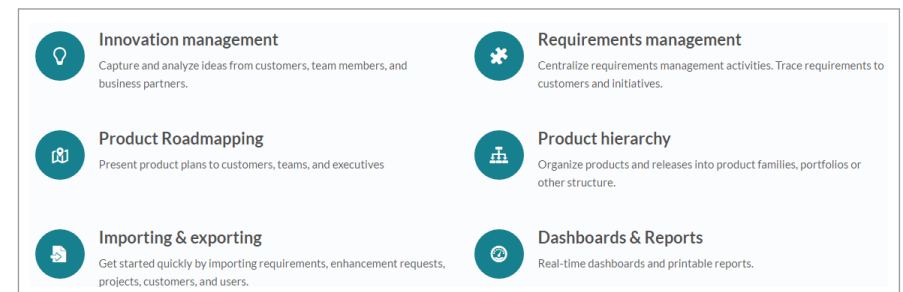 Innovation management
Capture and analyze ideas from customers, team members, and
business partners.
Requirements management
Centralize requirements management activities. Trace requirements to
customers and initiatives.
Product Roadmapping
Present product plans to customers, teams, and executives
Product hierarchy
Organize products and releases into product families, portfolios or
other structure.
Importing & exporting
Get started quickly by importing requirements, enhancement requests,
projects, customers, and users.
Dashboards & Reports
Real-time dashboards and printable reports.